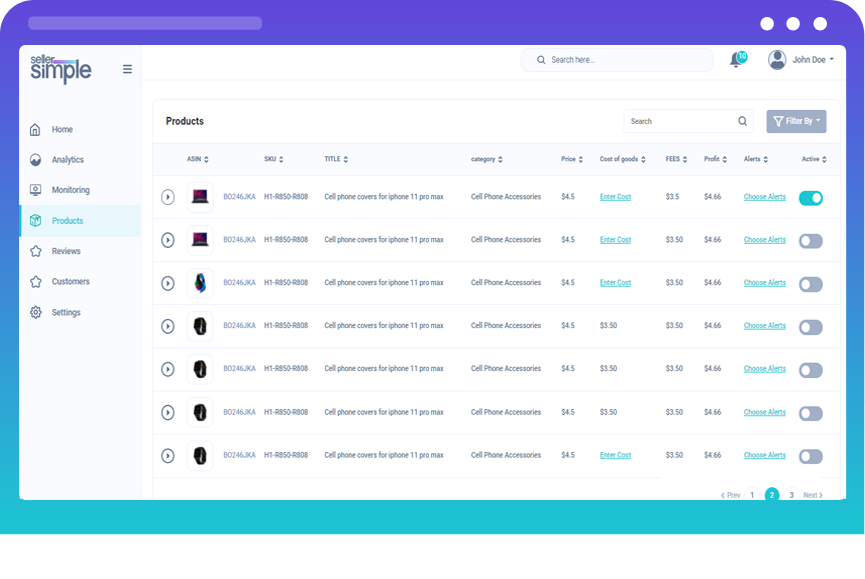 seller
simple
Search here...
10
John Doe
Home
Analytics
Monitoring
Products
Reviews
Customers
Settings
Products
Search
Filter By
ASIN SKU TITLE category Price Cost of goods FEES Profit Alerts Active
BO246JKA H1-R850-R808 Cell phone covers for iphone 11 pro max Cell Phone Accessories $4.5 Enter Cost $3.5 $4.66 Choose Alerts
BO246JKA H1-R850-R808 Cell phone covers for iphone 11 pro max Cell Phone Accessories $4.5 Enter Cost $3.50 $4.66 Choose Alerts
BO246JKA H1-R850-R808 Cell phone covers for iphone 11 pro max Cell Phone Accessories $4.5 Enter Cost $3.50 $4.66 Choose Alerts
BO246JKA H1-R850-R808 Cell phone covers for iphone 11 pro max Cell Phone Accessories $4.5 $3.50 $3.50 $4.66 Choose Alerts
BO246JKA H1-R850-R808 Cell phone covers for iphone 11 pro max Cell Phone Accessories $4.5 $3.50 $3.50 $4.66 Choose Alerts
BO246JKA H1-R850-R808 Cell phone covers for iphone 11 pro max Cell Phone Accessories $4.5 $3.50 $3.50 $4.66 Choose Alerts
BO246JKA H1-R850-R808 Cell phone covers for iphone 11 pro max Cell Phone Accessories $4.5 Enter Cost $3.50 $4.66 Choose Alerts
Prev 1 2 3 Next